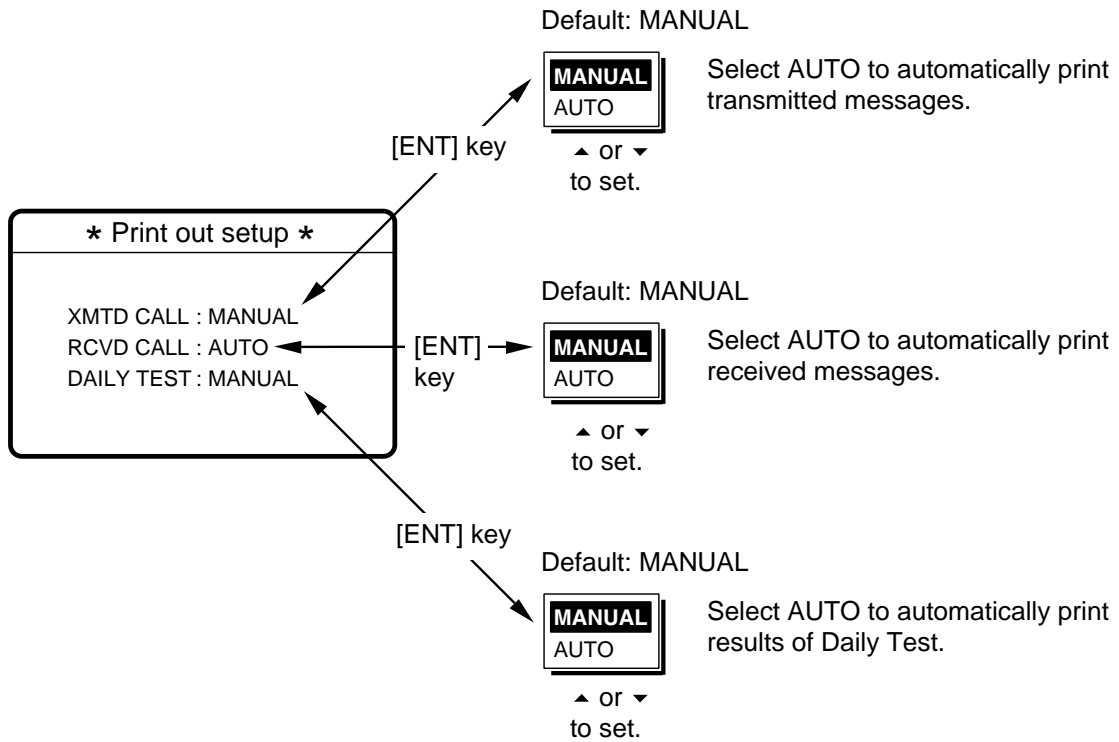 Default: MANUAL
MANUAL
AUTO
Select AUTO to automatically print
transmitted messages.
[ENT] key
▲ or ▼
to set.
* Print out setup *
XMTD CALL : MANUAL
RCVD CALL : AUTO
DAILY TEST : MANUAL
[ENT]
key
Default: MANUAL
MANUAL
AUTO
Select AUTO to automatically print
received messages.
▲ or ▼
to set.
[ENT] key
Default: MANUAL
MANUAL
AUTO
Select AUTO to automatically print
results of Daily Test.
▲ or ▼
to set.